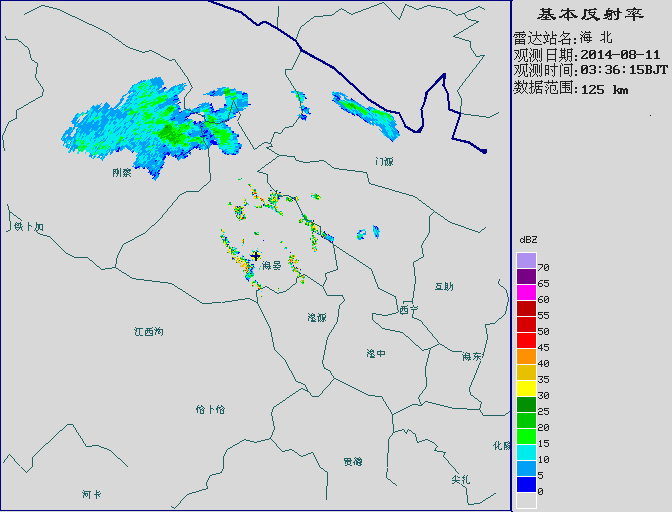 基本反射率
雷达站名:海 北
观测日期:2014-08-11
观测时间:03:36:15BJT
数据范围:125 km
门源
刚察
铁卜加
海晏
互助
西宁
湟源
江西沟
湟中
海东
恰卜恰
贵德
尖扎
河卡
dBZ
70
65
60
55
50
45
40
35
30
25
20
15
10
5
0